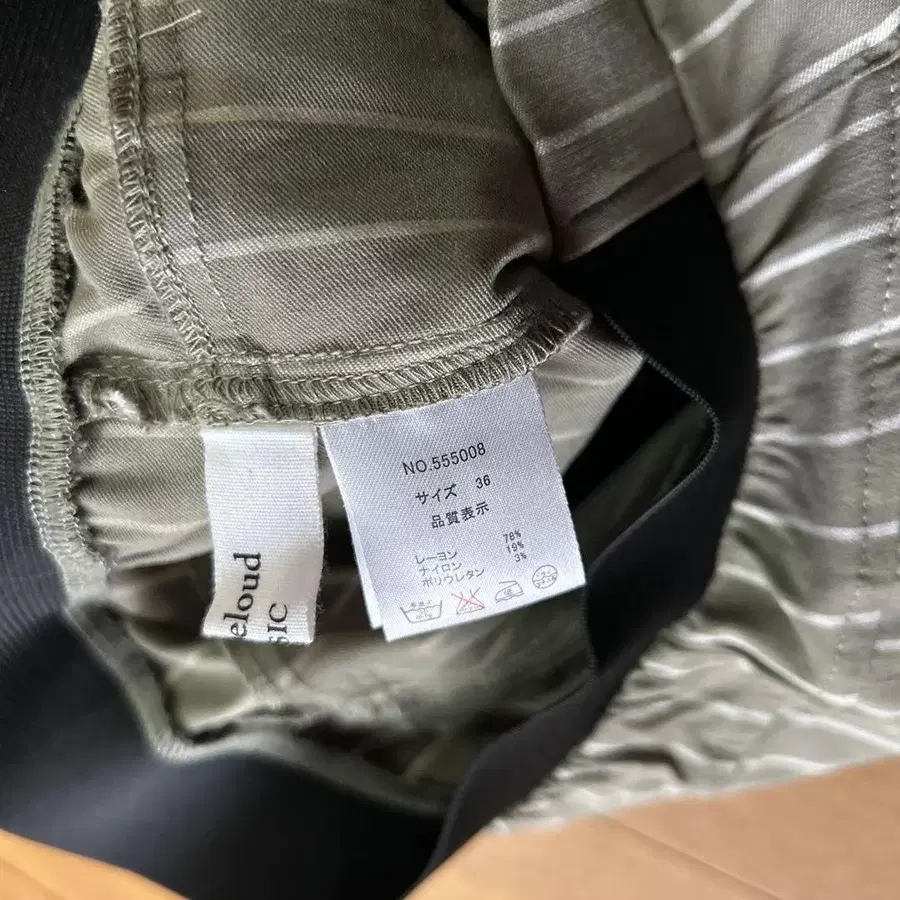 NO.555008
サイズ 36
品質表示
レーヨン 78%
ナイロン 19%
ポリウレタン 3%
eloud
SIC